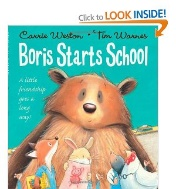 Click to LOOK INSIDE!
Carrie Weston Tim Warnes
Boris Starts School
A little
friendship
goes a
long
way!